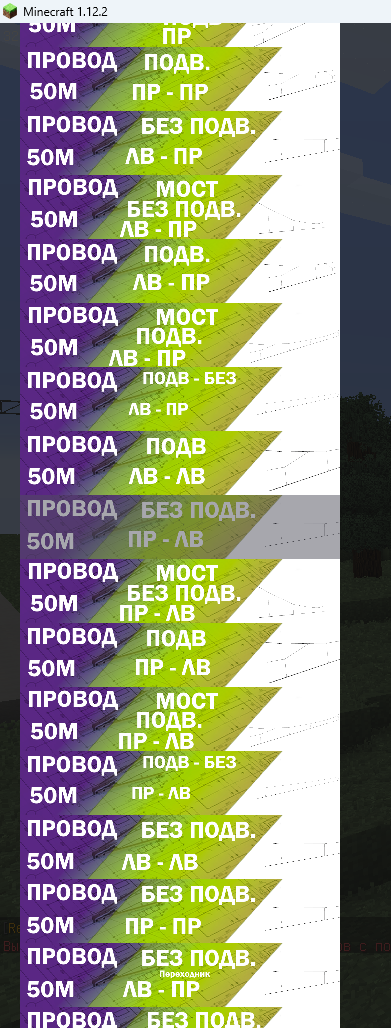 Minecraft 1.12.2
50М ПОДВ
ПР
ПРОВОД ПОДВ.
50М ПР - ПР
ПРОВОД БЕЗ ПОДВ.
50М ЛВ - ПР
ПРОВОД МОСТ
БЕЗ ПОДВ.
50М ЛВ - ПР
ПРОВОД ПОДВ.
50М ЛВ - ПР
ПРОВОД МОСТ
ПОДВ.
50М ЛВ - ПР
ПРОВОД ПОДВ - БЕЗ
50М ЛВ - ПР
ПРОВОД ПОДВ
50М ЛВ - ЛВ
ПРОВОД БЕЗ ПОДВ.
50М ПР - ЛВ
ПРОВОД МОСТ
БЕЗ ПОДВ.
50М ПР - ЛВ
ПРОВОД ПОДВ
50М ПР - ЛВ
ПРОВОД МОСТ
ПОДВ.
50М ПР - ЛВ
ПРОВОД ПОДВ - БЕЗ
50М ПР - ЛВ
ПРОВОД БЕЗ ПОДВ.
50М ЛВ - ЛВ
ПРОВОД БЕЗ ПОДВ.
50М ПР - ПР
ПРОВОД БЕЗ ПОДВ.
Переходник
50М ЛВ - ПР
ПРОВОД БЕЗ ПОДВ.